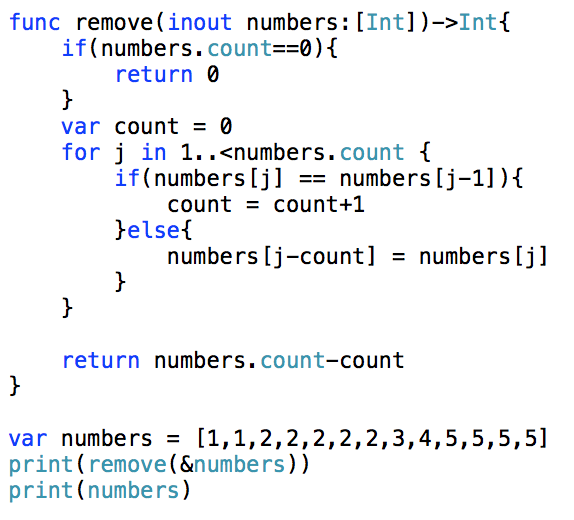 func remove(inout numbers:[Int])->Int{
    if(numbers.count==0){
        return 0
    }
    var count = 0
    for j in 1..<numbers.count {
        if(numbers[j] == numbers[j-1]){
            count = count+1
        }else{
            numbers[j-count] = numbers[j]
        }
    }

    return numbers.count-count
}

var numbers = [1,1,2,2,2,2,2,3,4,5,5,5,5]
print(remove(&numbers))
print(numbers)